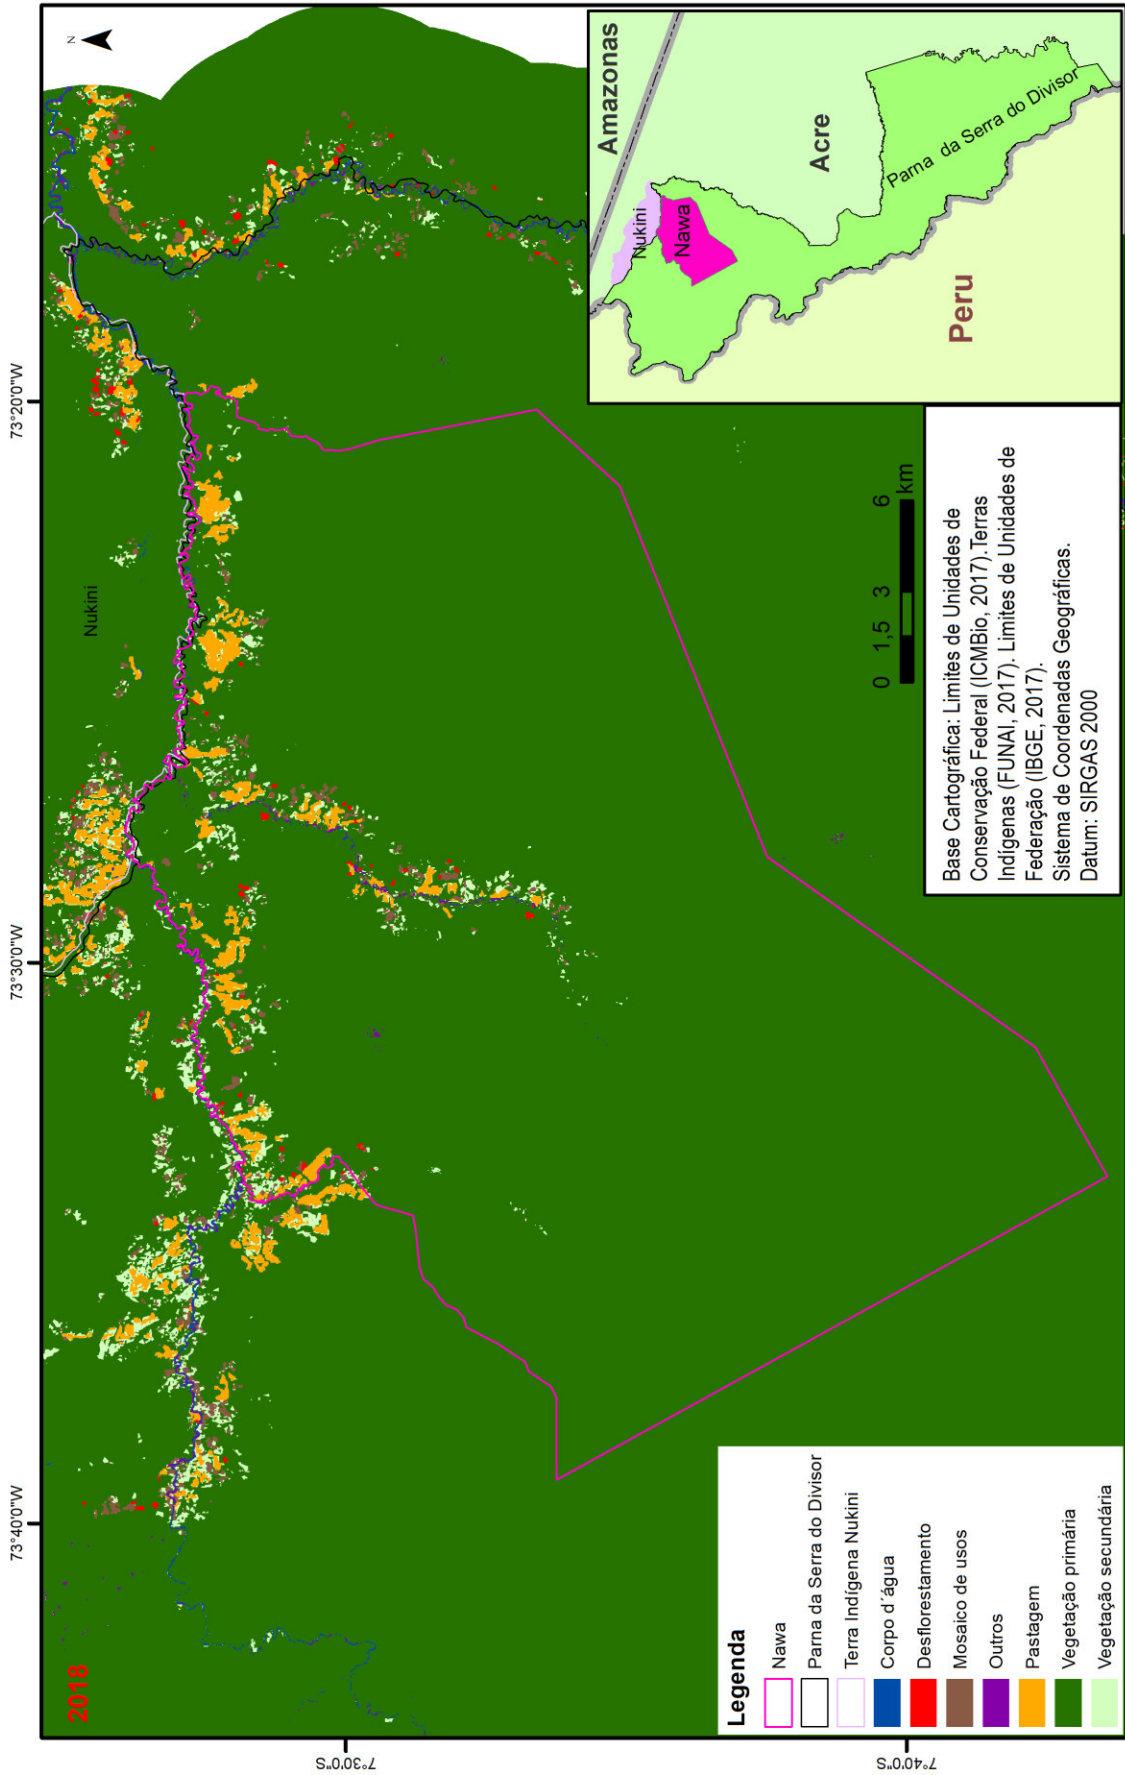 2018
N
73°40'0"W
73°30'0"W
73°20'0"W
7°30'0"S
7°40'0"S
Nukini
Legenda
Nawa
Parna da Serra do Divisor
Terra Indígena Nukini
Corpo d´água
Desflorestamento
Mosaico de usos
Outros
Pastagem
Vegetação primária
Vegetação secundária
0 1,5 3 6
km
Base Cartográfica: Limites de Unidades de
Conservação Federal (ICMBio, 2017).Terras
Indígenas (FUNAI, 2017). Limites de Unidades de
Federação (IBGE, 2017).
Sistema de Coordenadas Geográficas.
Datum: SIRGAS 2000
Amazonas
Nukini
Nawa
Acre
Parna da Serra do Divisor
Peru